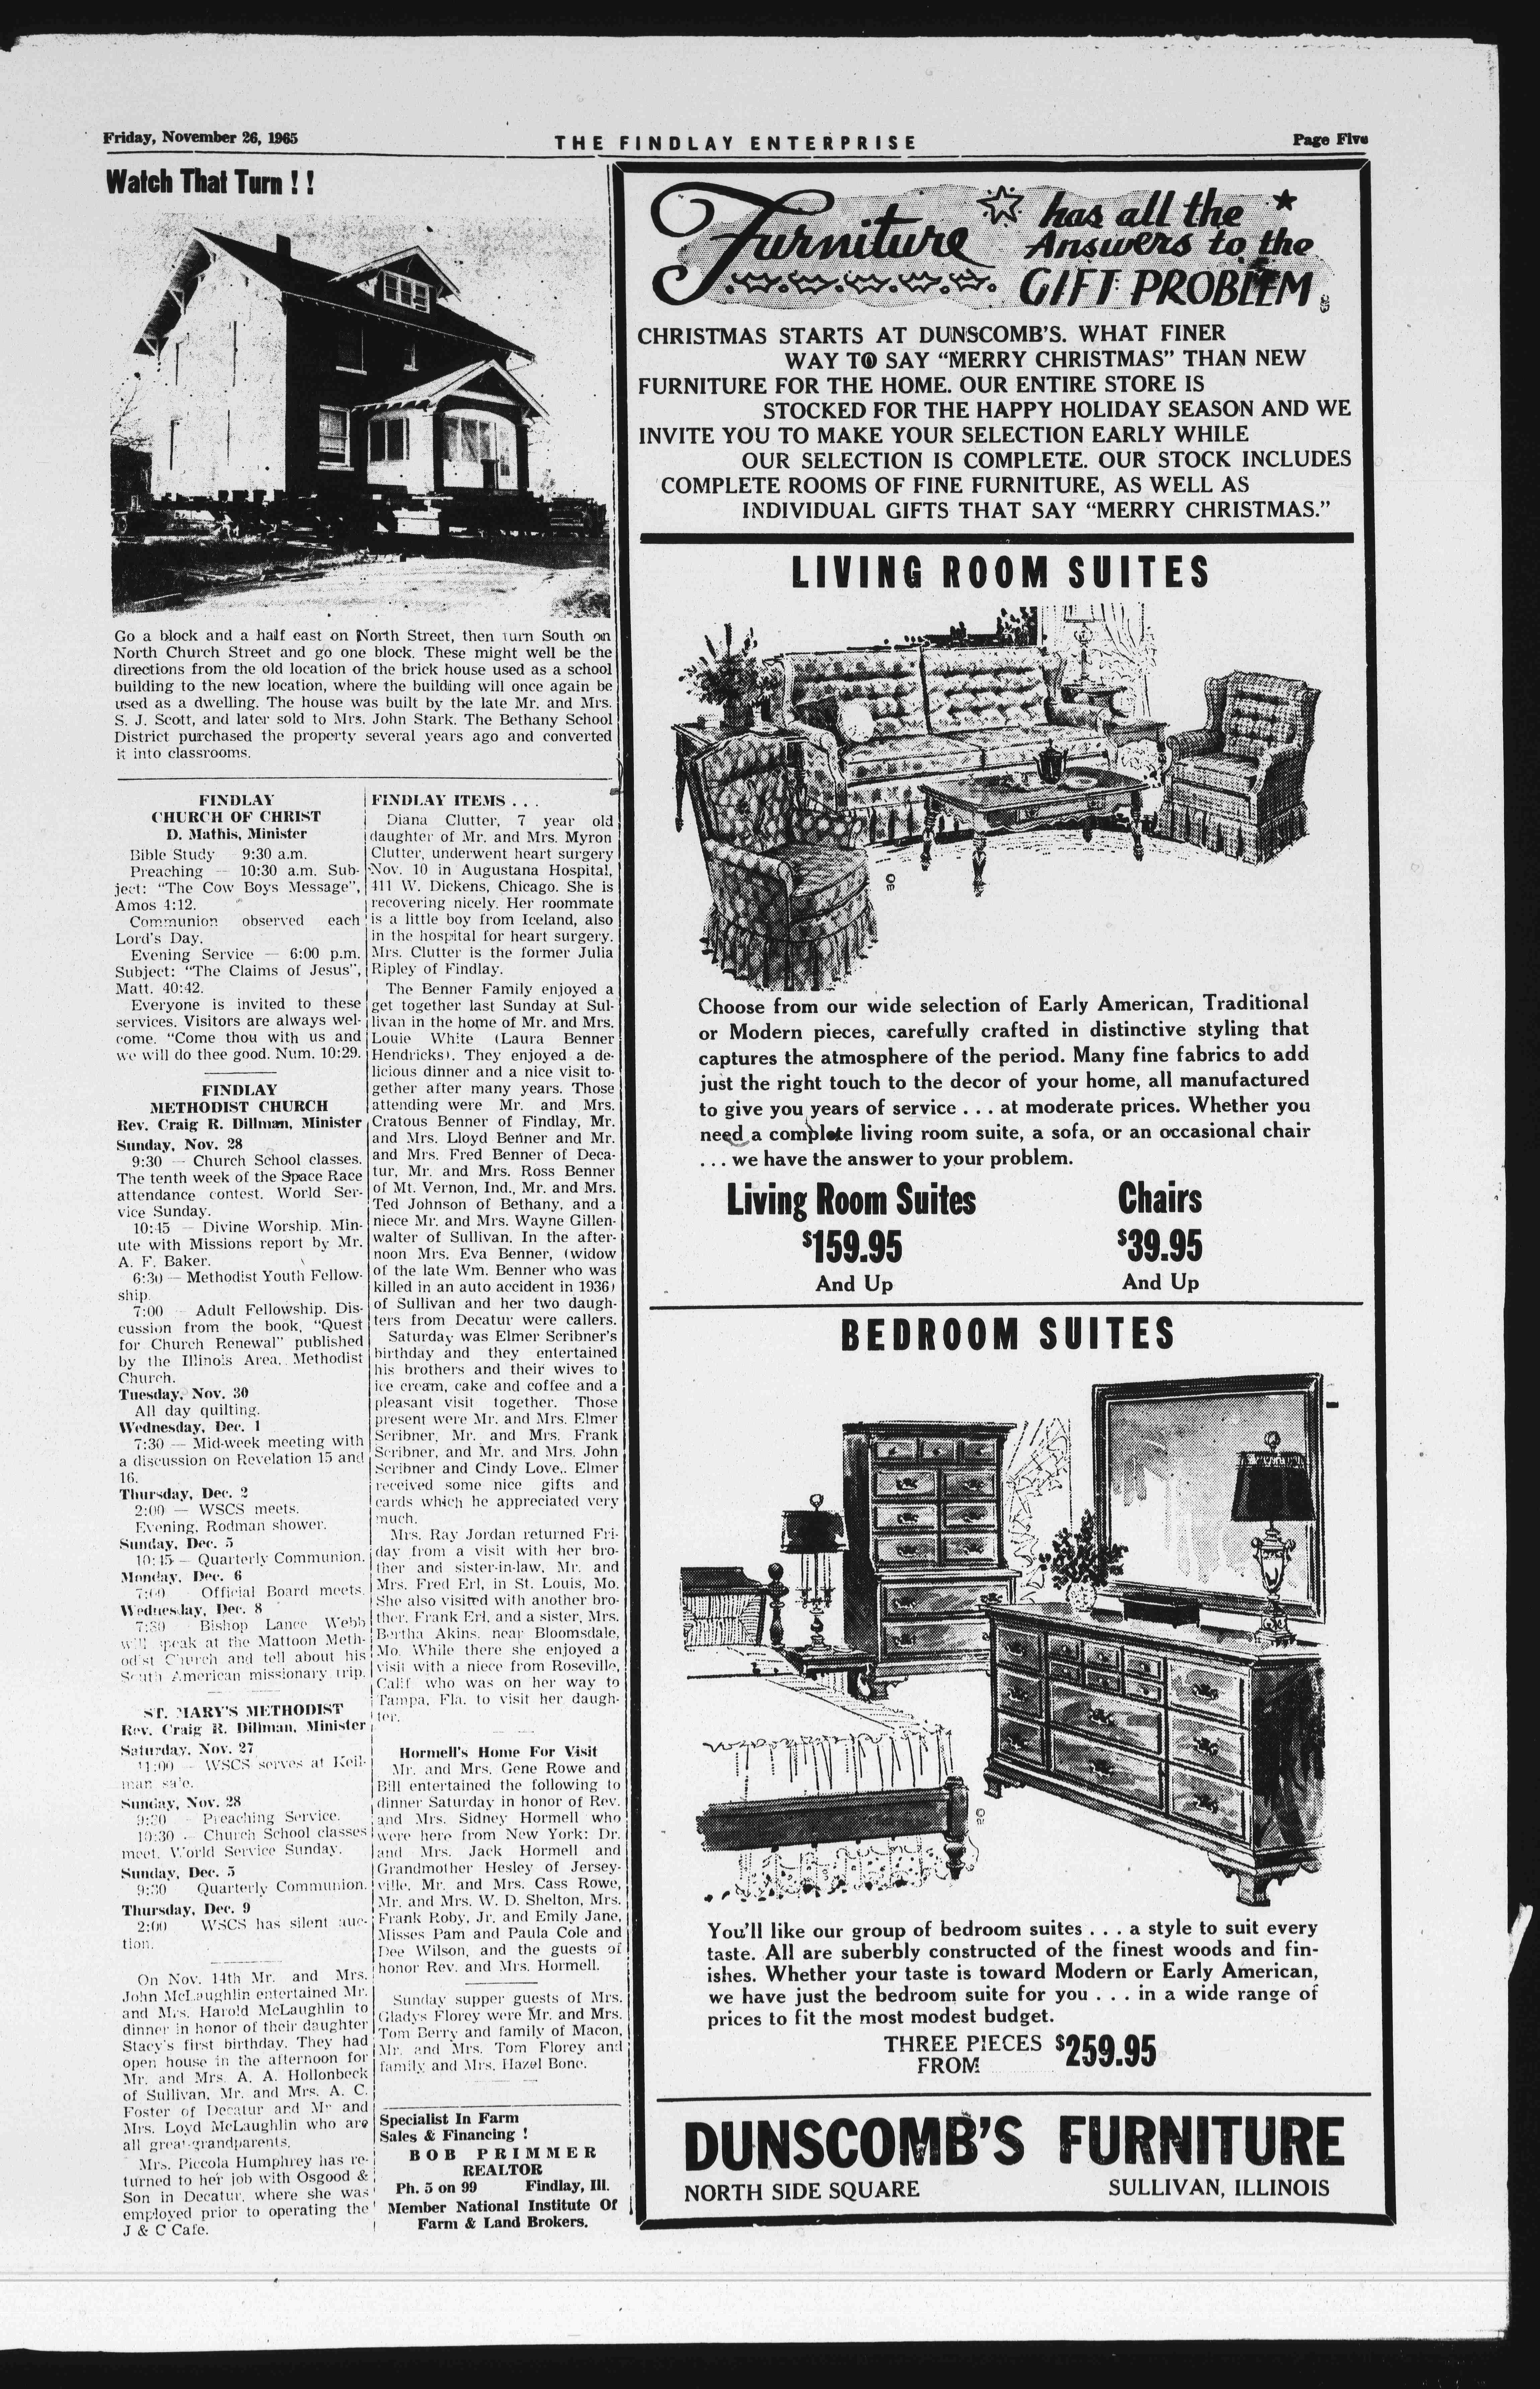 Friday, November 26, 1965
THE FINDLAY ENTERPRISE
Page Five
Watch That Turn ! !
Go a block and a half east on North Street, then turn South on
North Church Street and go one block. These might well be the
directions from the old location of the brick house used as a school
building to the new location, where the building will once again be
used as a dwelling. The house was built by the late Mr. and Mrs.
S. J. Scott, and later sold to Mrs. John Stark. The Bethany School
District purchased the property several years ago and converted
it into classrooms.
FINDLAY
CHURCH OF CHRIST
D. Mathis, Minister
Bible Study 9:30 a.m.
Preaching — 10:30 a.m. Sub-
ject: "The Cow Boys Message",
Amos 4:12.
Communion observed each
Lord's Day.
Evening Service — 6:00 p.m.
Subject: "The Claims of Jesus",
Matt. 40:42.
Everyone is invited to these
services. Visitors are always wel-
come. "Come thou with us and
we will do thee good. Num. 10:29.
FINDLAY
METHODIST CHURCH
Rev. Craig R. Dillman, Minister
Sunday, Nov. 28
9:30 — Church School classes.
The tenth week of the Space Race
attendance contest. World Ser-
vice Sunday.
10:45 — Divine Worship. Min-
ute with Missions report by Mr.
A. F. Baker.
6:30 — Methodist Youth Fellow-
ship.
7:00 — Adult Fellowship. Dis-
cussion from the book, "Quest
for Church Renewal" published
by the Illinois Area, Methodist
Church.
Tuesday, Nov. 30
All day quilting.
Wednesday, Dec. 1
7:30 — Mid-week meeting with
a discussion on Revelation 15 and
16.
Thursday, Dec. 2
2:00 — WSCS meets.
Evening, Rodman shower.
Sunday, Dec. 5
10:45 — Quarterly Communion.
Monday, Dec. 6
7:00 Official Board meets.
Wednesday, Dec. 8
7:30 Bishop Lance Webb
will speak at the Mattoon Meth-
odist Church and tell about his
South American missionary trip.
ST. MARY'S METHODIST
Rev. Craig R. Dillman, Minister
Saturday, Nov. 27
11:00 — WSCS serves at Keil-
man sale.
Sunday, Nov. 28
9:30 - Preaching Service.
10:30 - Church School classes
meet. World Service Sunday.
Sunday, Dec. 5
9:30 Quarterly Communion.
Thursday, Dec. 9
2:00 WSCS has silent auc-
tion.
On Nov. 14th Mr. and Mrs.
John McLaughlin entertained Mr.
and Mrs. Harold McLaughlin to
dinner in honor of their daughter
Stacy's first birthday. They had
open house in the afternoon for
Mr. and Mrs. A. A. Hollonbeck
of Sullivan, Mr. and Mrs. A. C.
Foster of Decatur and Mr and
Mrs. Loyd McLaughlin who are
all great-grandparents.
Mrs. Piccola Humphrey has re-
turned to her job with Osgood &
Son in Decatur, where she was
employed prior to operating the
J & C Cafe.
FINDLAY ITEMS . . .
Diana Clutter, 7 year old
daughter of Mr. and Mrs. Myron
Clutter, underwent heart surgery
Nov. 10 in Augustana Hospital,
411 W. Dickens, Chicago. She is
recovering nicely. Her roommate
is a little boy from Iceland, also
in the hospital for heart surgery.
Mrs. Clutter is the former Julia
Ripley of Findlay.
The Benner Family enjoyed a
get together last Sunday at Sul-
livan in the home of Mr. and Mrs.
Louie White (Laura Benner
Hendricks). They enjoyed a de-
licious dinner and a nice visit to-
gether after many years. Those
attending were Mr. and Mrs.
Cratous Benner of Findlay, Mr.
and Mrs. Lloyd Benner and Mr.
and Mrs. Fred Benner of Deca-
tur, Mr. and Mrs. Ross Benner
of Mt. Vernon, Ind., Mr. and Mrs.
Ted Johnson of Bethany, and a
niece Mr. and Mrs. Wayne Gillen-
walter of Sullivan. In the after-
noon Mrs. Eva Benner, (widow
of the late Wm. Benner who was
killed in an auto accident in 1936)
of Sullivan and her two daugh-
ters from Decatur were callers.
Saturday was Elmer Scribner's
birthday and they entertained
his brothers and their wives to
ice cream, cake and coffee and a
pleasant visit together. Those
present were Mr. and Mrs. Elmer
Scribner, Mr. and Mrs. Frank
Scribner, and Mr. and Mrs. John
Scribner and Cindy Love,. Elmer
received some nice gifts and
cards which he appreciated very
much.
Mrs. Ray Jordan returned Fri-
day from a visit with her bro-
ther and sister-in-law, Mr. and
Mrs. Fred Erl, in St. Louis, Mo.
She also visited with another bro-
ther, Frank Erl, and a sister, Mrs.
Bertha Akins, near Bloomsdale,
Mo. While there she enjoyed a
visit with a niece from Roseville,
Calif who was on her way to
Tampa, Fla. to visit her daugh-
ter.
Hormell's Home For Visit
Mr. and Mrs. Gene Rowe and
Bill entertained the following to
dinner Saturday in honor of Rev.
and Mrs. Sidney Hormell who
were here from New York: Dr.
and Mrs. Jack Hormell and
Grandmother Hesley of Jersey-
ville, Mr. and Mrs. Cass Rowe,
Mr. and Mrs. W. D. Shelton, Mrs.
Frank Roby, Jr. and Emily Jane,
Misses Pam and Paula Cole and
Dee Wilson, and the guests of
honor Rev. and Mrs. Hormell.
Sunday supper guests of Mrs.
Gladys Florey were Mr. and Mrs.
Tom Berry and family of Macon,
Mr. and Mrs. Tom Florey and
family and Mrs. Hazel Bone.
Specialist In Farm
Sales & Financing !
BOB PRIMMER
REALTOR
Ph. 5 on 99 Findlay, Ill.
Member National Institute Of
Farm & Land Brokers.
Furniture has all the
Answers to the
GIFT PROBLEM
CHRISTMAS STARTS AT DUNSCOMB'S. WHAT FINER
WAY TO SAY "MERRY CHRISTMAS" THAN NEW
FURNITURE FOR THE HOME. OUR ENTIRE STORE IS
STOCKED FOR THE HAPPY HOLIDAY SEASON AND WE
INVITE YOU TO MAKE YOUR SELECTION EARLY WHILE
OUR SELECTION IS COMPLETE. OUR STOCK INCLUDES
COMPLETE ROOMS OF FINE FURNITURE, AS WELL AS
INDIVIDUAL GIFTS THAT SAY "MERRY CHRISTMAS."
LIVING ROOM SUITES
Choose from our wide selection of Early American, Traditional
or Modern pieces, carefully crafted in distinctive styling that
captures the atmosphere of the period. Many fine fabrics to add
just the right touch to the decor of your home, all manufactured
to give you years of service . . . at moderate prices. Whether you
need a complete living room suite, a sofa, or an occasional chair
. . . we have the answer to your problem.
Living Room Suites
$159.95
And Up
Chairs
$39.95
And Up
BEDROOM SUITES
You'll like our group of bedroom suites . . . a style to suit every
taste. All are suberbly constructed of the finest woods and fin-
ishes. Whether your taste is toward Modern or Early American,
we have just the bedroom suite for you . . . in a wide range of
prices to fit the most modest budget.
THREE PIECES
FROM $259.95
DUNSCOMB'S FURNITURE
NORTH SIDE SQUARE
SULLIVAN, ILLINOIS